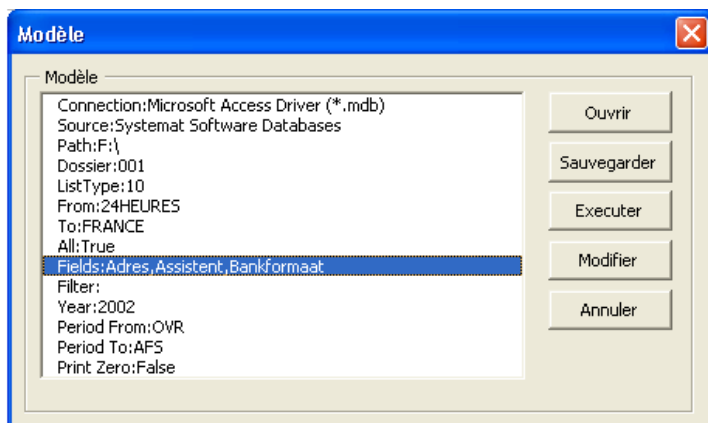 Modèle
Modèle
Connection:Microsoft Access Driver (*.mdb)
Source:Systemat Software Databases
Path:F:\
Dossier:001
ListType:10
From:24HEURES
To:FRANCE
All:True
Fields:Adres,Assistent,Bankformaat
Filter:
Year:2002
Period From:OVR
Period To:AFS
Print Zero:False
Ouvrir
Sauvegarder
Executer
Modifier
Annuler